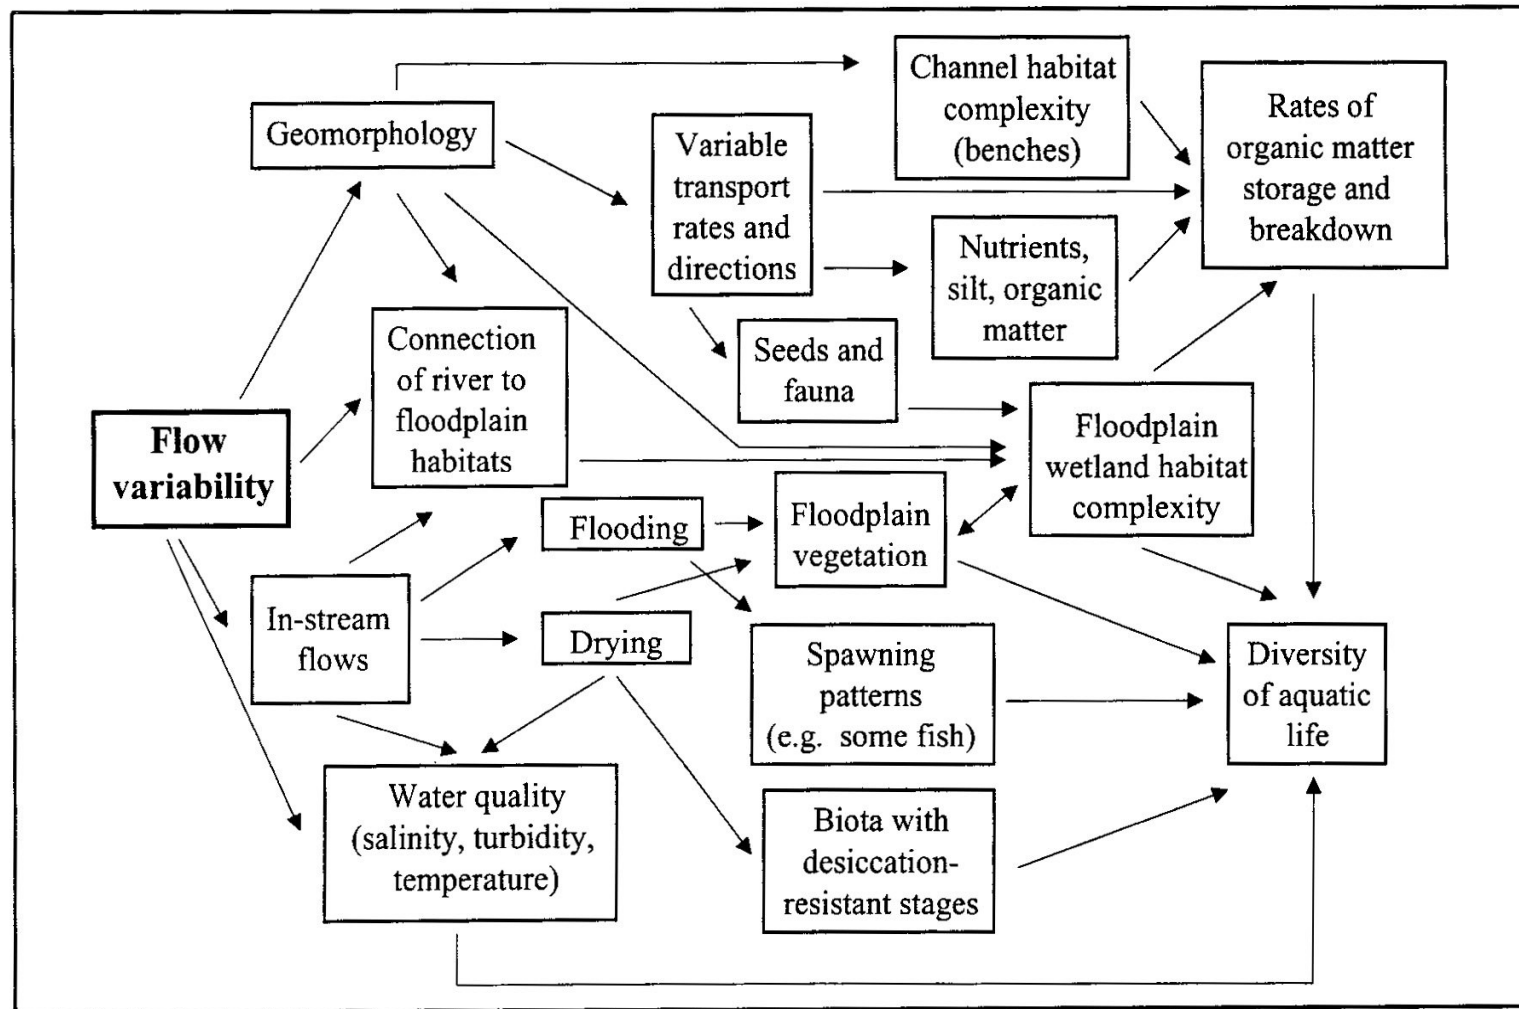 Channel habitat
complexity
(benches)
Rates of
organic matter
storage and
breakdown
Geomorphology
Variable
transport
rates and
directions
Nutrients,
silt, organic
matter
Connection
of river to
floodplain
habitats
Seeds and
fauna
Flow
variability
Floodplain
wetland habitat
complexity
Flooding
Floodplain
vegetation
In-stream
flows
Drying
Spawning
patterns
(e.g. some fish)
Diversity
of aquatic
life
Water quality
(salinity, turbidity,
temperature)
Biota with
desiccation-
resistant stages